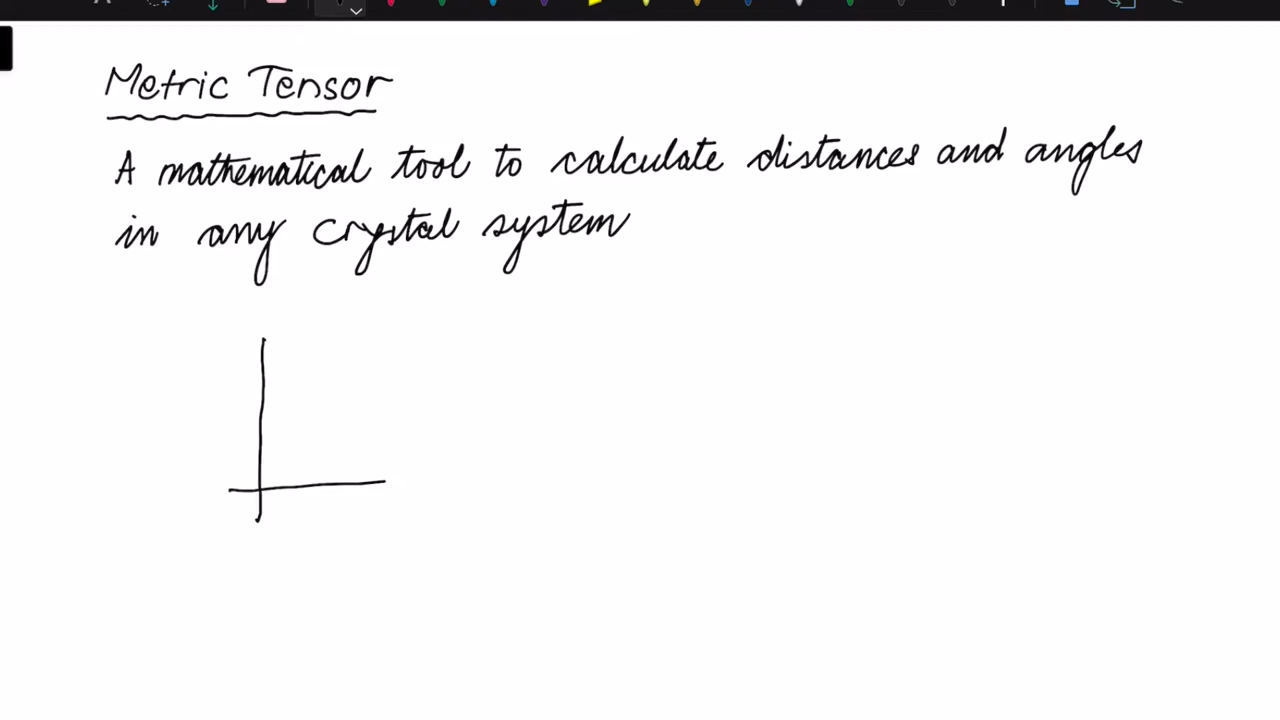 Metric Tensor
A mathematical tool to calculate distances and angles
in any crystal system